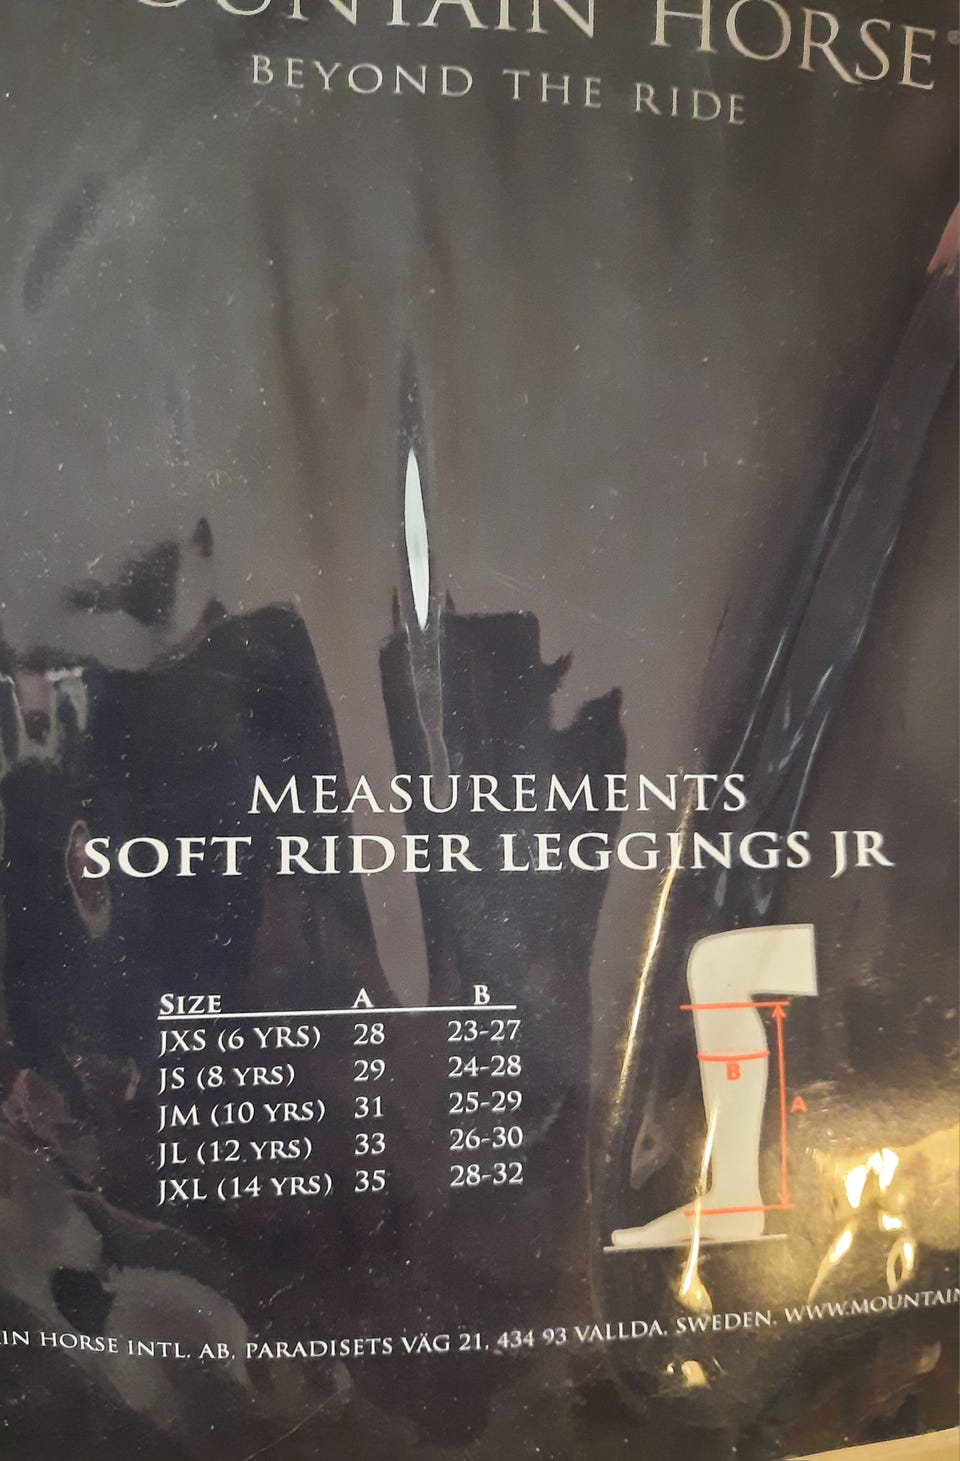 OUNTAIN HORSE
BEYOND THE RIDE
MEASUREMENTS
SOFT RIDER LEGGINGS JR
SIZE A B
JXS (6 YRS) 28 23-27
JS (8 YRS) 29 24-28
JM (10 YRS) 31 25-29
JL (12 YRS) 33 26-30
JXL (14 YRS) 35 28-32
B
A
IN HORSE INTL. AB, PARADISETS VÄG 21, 434 93 VALLDA, SWEDEN, WWW.MOUNTAIN